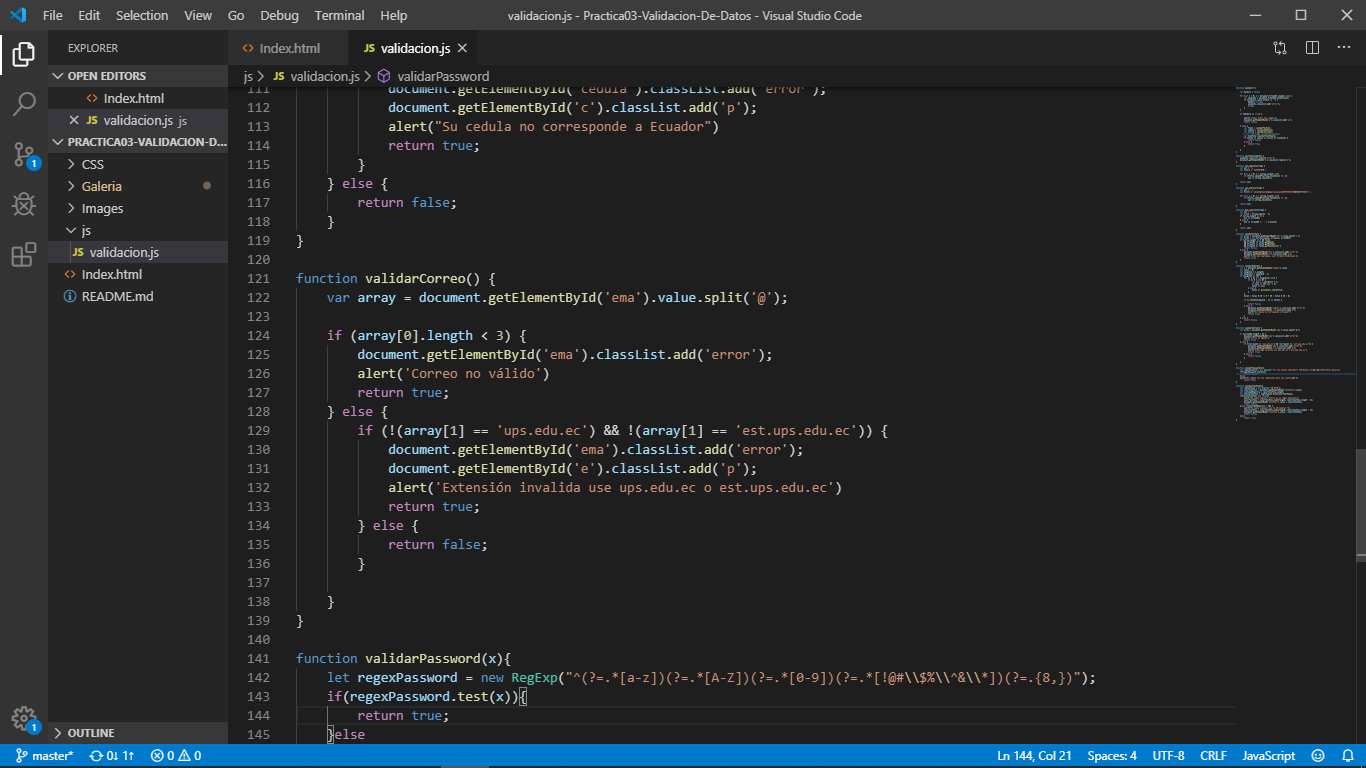 File Edit Selection View Go Debug Terminal Help
validacion.js - Practica03-Validacion-De-Datos - Visual Studio Code
EXPLORER
OPEN EDITORS
Index.html
JS validacion.js js
PRACTICA03-VALIDACION-D...
CSS
Galeria
Images
js
JS validacion.js
Index.html
README.md
OUTLINE
1
1
Index.html
JS validacion.js
js > JS validacion.js > validarPassword
111 document.getElementById('cedula').classList.add('error');
112 document.getElementById('c').classList.add('p');
113 alert("Su cedula no corresponde a Ecuador")
114 return true;
115 }
116 } else {
117 return false;
118 }
119 }
120
121 function validarCorreo() {
122 var array = document.getElementById('ema').value.split('@');
123
124 if (array[0].length < 3) {
125 document.getElementById('ema').classList.add('error');
126 alert('Correo no válido')
127 return true;
128 } else {
129 if (!(array[1] == 'ups.edu.ec') && !(array[1] == 'est.ups.edu.ec')) {
130 document.getElementById('ema').classList.add('error');
131 document.getElementById('e').classList.add('p');
132 alert('Extensión invalida use ups.edu.ec o est.ups.edu.ec')
133 return true;
134 } else {
135 return false;
136 }
137
138 }
139 }
140
141 function validarPassword(x){
142 let regexPassword = new RegExp("^(?=.*[a-z])(?=.*[A-Z])(?=.*[0-9])(?=.*[!@#\\$%\\^&\\*])(?=.{8,})");
143 if(regexPassword.test(x)){
144 return true;
145 }else
master* 0↓ 1↑ 0 0
Ln 144, Col 21 Spaces: 4 UTF-8 CRLF JavaScript